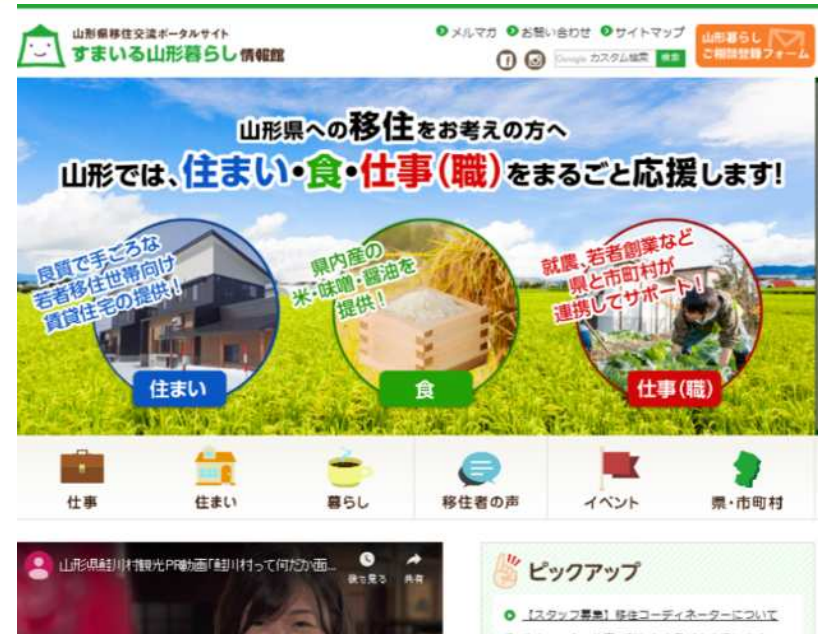 山形県移住交流ポータルサイト
すまいる山形暮らし情報館
メルマガ お問い合わせ サイトマップ
Google カスタム検索 検索
山形暮らし
ご相談登録フォーム
山形県への移住をお考えの方へ
山形では、住まい・食・仕事(職)をまるごと応援します!
良質で手ごろな
若者移住世帯向け
賃貸住宅の提供!
住まい
県内産の
米・味噌・醤油を
提供!
食
就農、若者創業など
県と市町村が
連携してサポート!
仕事(職)
仕事 住まい 暮らし 移住者の声 イベント 県・市町村
山形県鮭川村観光PR動画「鮭川村って何だか面...
後で見る 共有
ピックアップ
【スタッフ募集】移住コーディネーターについて